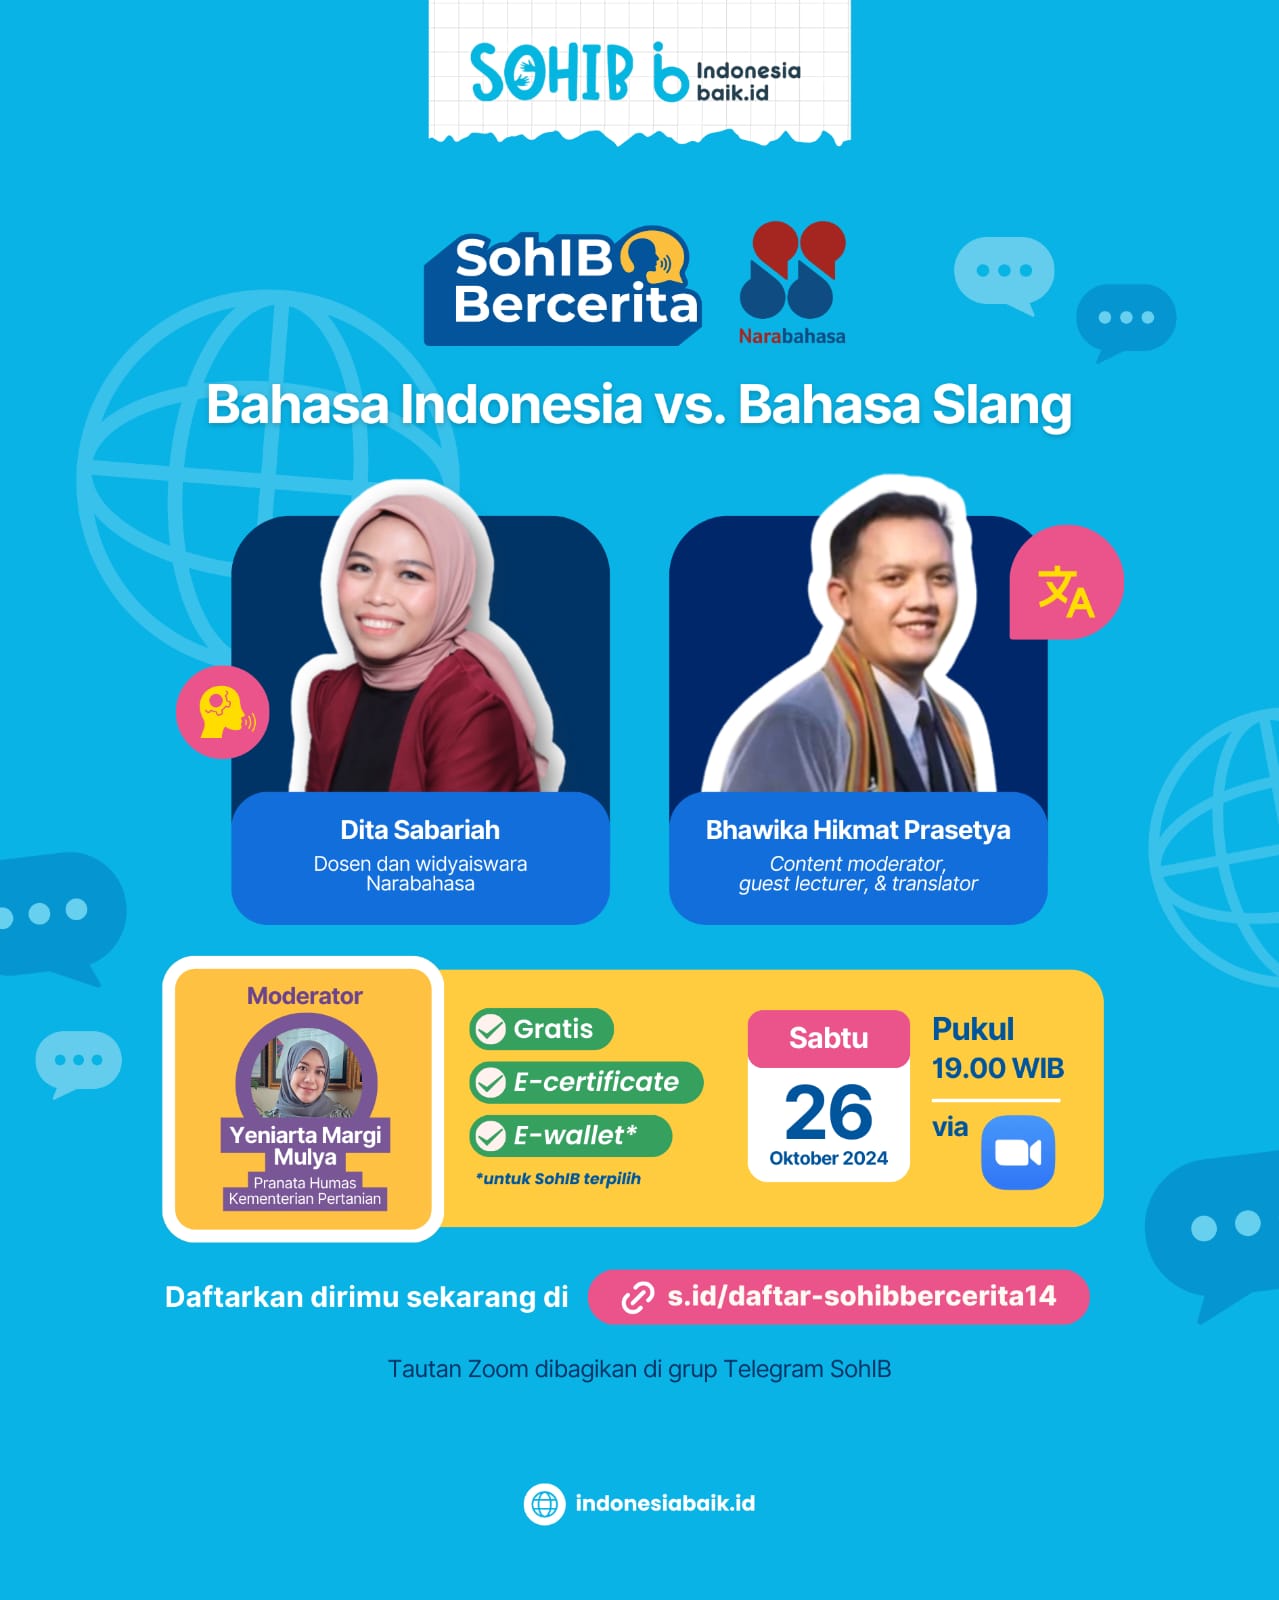 SOHIB
Indonesia
baik.id
SohIB
Bercerita
Narabahasa
Bahasa Indonesia vs. Bahasa Slang
Dita Sabariah
Dosen dan widyaiswara
Narabahasa
Bhawika Hikmat Prasetya
Content moderator,
guest lecturer, & translator
Moderator
Yeniarta Margi
Mulya
Pranata Humas
Kementerian Pertanian
Gratis
E-certificate
E-wallet*
*untuk SohIB terpilih
Sabtu
26
Oktober 2024
Pukul
19.00 WIB
via
Daftarkan dirimu sekarang di
s.id/daftar-sohibbercerita14
Tautan Zoom dibagikan di grup Telegram SohIB
indonesiabaik.id